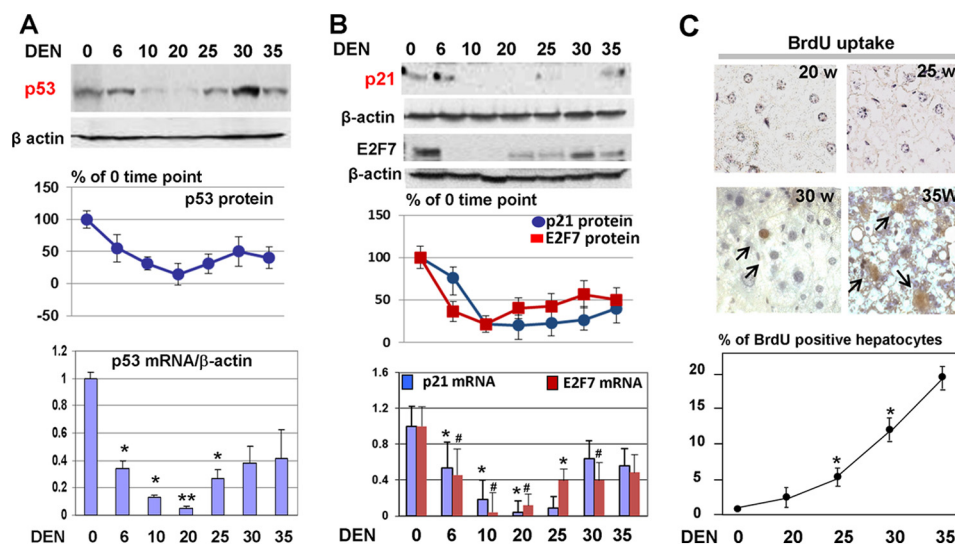 A
DEN 0 6 10 20 25 30 35
p53
β actin
% of 0 time point
p53 protein
150
100
50
0
-50
p53 mRNA/β-actin
1.2
1
0.8
0.6
0.4
0.2
0
* * ** *
DEN 0 6 10 20 25 30 35
B
DEN 0 6 10 20 25 30 35
p21
β-actin
E2F7
β-actin
% of 0 time point
p21 protein
E2F7 protein
150
100
50
0
p21 mRNA E2F7 mRNA
1.6
1.2
0.8
0.4
0
* # * # * # * #
DEN 0 6 10 20 25 30 35
C
BrdU uptake
20 w 25 w
30 w 35W
% of BrdU positive hepatocytes
20
15
10
5
0
* *
DEN 0 20 25 30 35